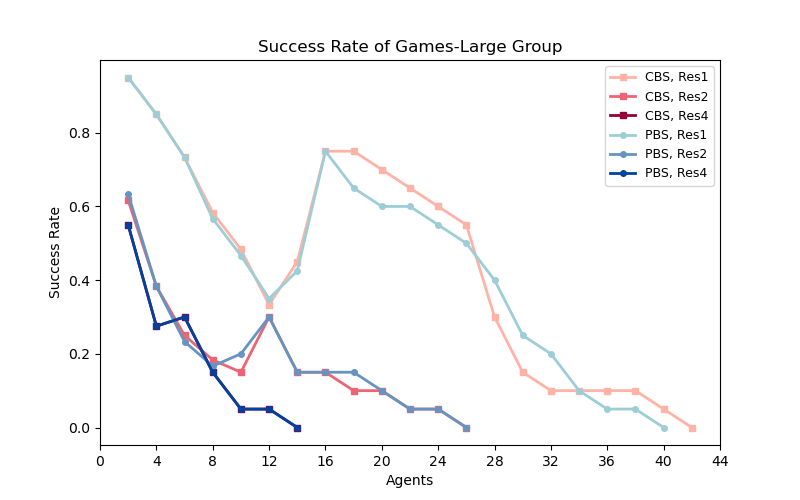 Success Rate of Games-Large Group
CBS, Res1
CBS, Res2
CBS, Res4
PBS, Res1
PBS, Res2
PBS, Res4
Success Rate
0.8
0.6
0.4
0.2
0.0
0 4 8 12 16 20 24 28 32 36 40 44
Agents